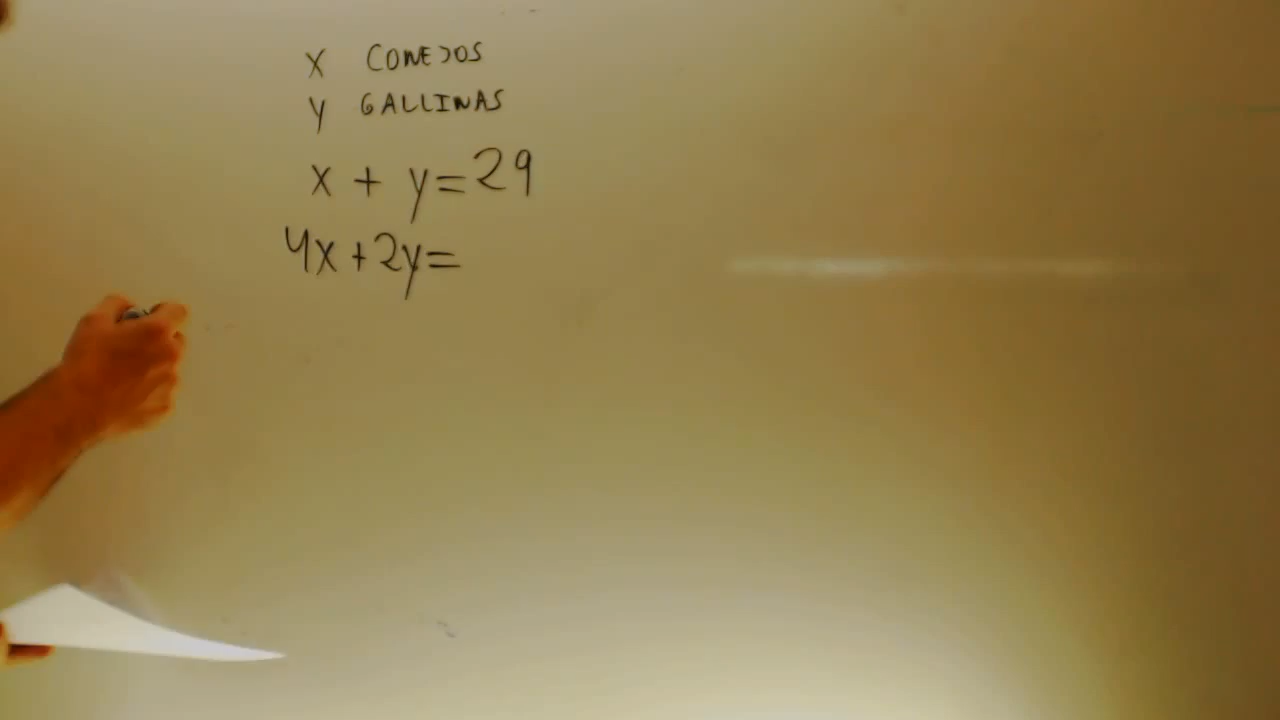 x CONEJOS
y GALLINAS
x + y = 29
4x + 2y =